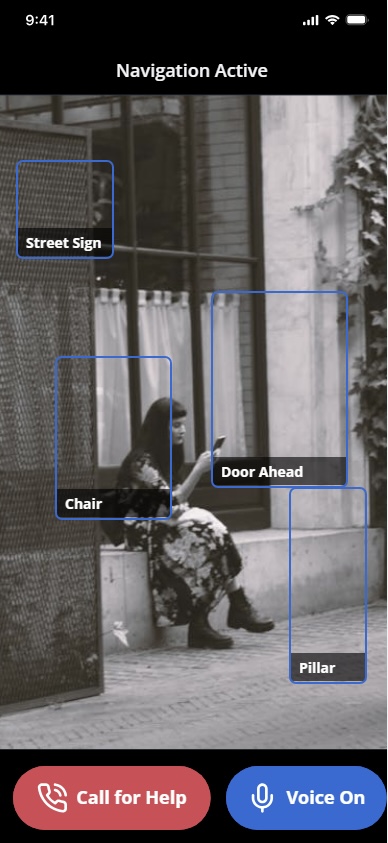 9:41
Navigation Active
Street Sign
Door Ahead
Chair
Pillar
Call for Help
Voice On